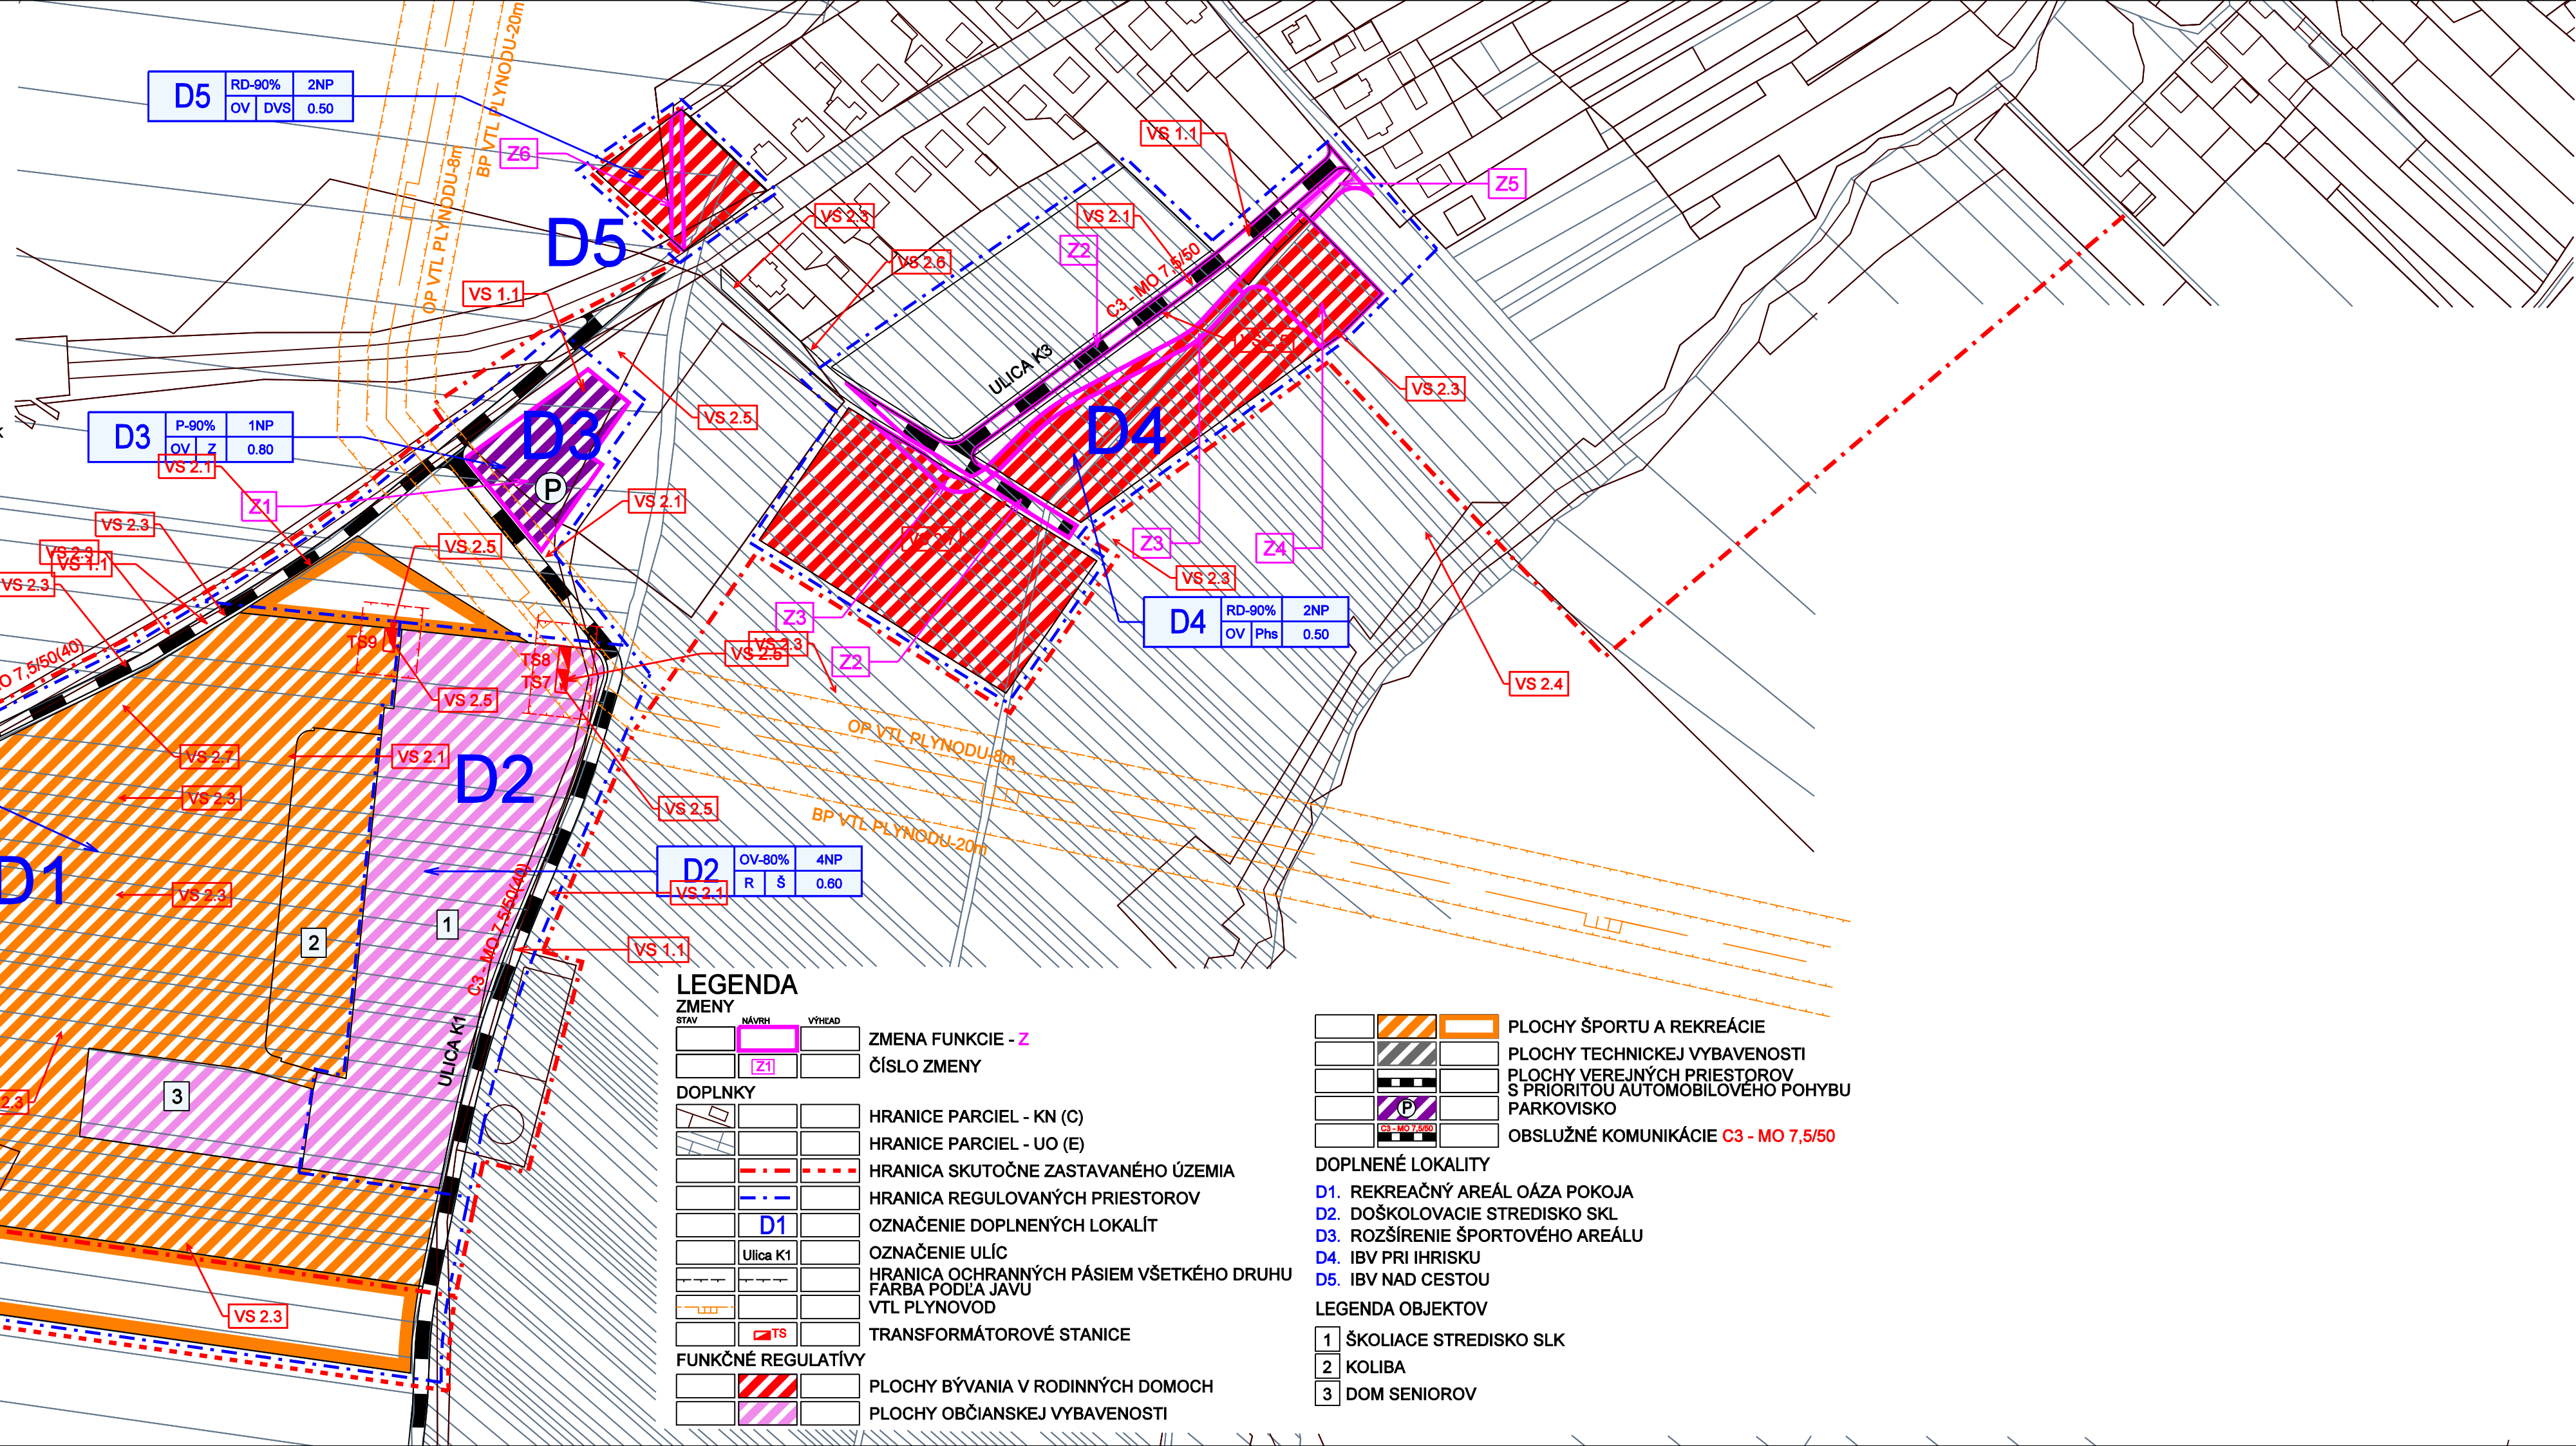 BP VTL PLYNODU-20m
OP VTL PLYNODU-8m
D5
RD-90%
2NP
OV
DVS
0.50
Z6
D5
VS 1.1
VS 2.3
VS 2.6
VS 1.1
VS 2.1
Z2
Z5
C3 - MO 7,5/50
ULICA K3
VS 2.3
D4
VS 2.5
D3
P-90%
1NP
OV
Z
0.80
VS 2.1
D3
P
Z1
VS 2.1
VS 2.3
VS 2.3
VS 1.1
VS 2.3
VS 2.5
Z3
Z4
VS 2.3
D4
RD-90%
2NP
OV
Phs
0.50
Z3
Z2
VS 2.3
VS 2.4
TS9
TS8
TS7
VS 2.5
O 7,5/50(40)
VS 2.7
VS 2.1
VS 2.3
D2
VS 2.5
OP VTL PLYNODU-8m
BP VTL PLYNODU-20m
D1
VS 2.3
D2
OV-80%
4NP
R
Š
0.60
VS 2.1
VS 1.1
1
2
3
C3 - MO 7,5/50(40)
ULICA K1
2.3
VS 2.3
LEGENDA
ZMENY
STAV NÁVRH VÝHĽAD
ZMENA FUNKCIE - Z
Z1 ČÍSLO ZMENY
DOPLNKY
HRANICE PARCIEL - KN (C)
HRANICE PARCIEL - UO (E)
HRANICA SKUTOČNE ZASTAVANÉHO ÚZEMIA
HRANICA REGULOVANÝCH PRIESTOROV
D1 OZNAČENIE DOPLNENÝCH LOKALÍT
Ulica K1 OZNAČENIE ULÍC
HRANICA OCHRANNÝCH PÁSIEM VŠETKÉHO DRUHU
FARBA PODĽA JAVU
VTL PLYNOVOD
TS TRANSFORMÁTOROVÉ STANICE
FUNKČNÉ REGULATÍVY
PLOCHY BÝVANIA V RODINNÝCH DOMOCH
PLOCHY OBČIANSKEJ VYBAVENOSTI
PLOCHY ŠPORTU A REKREÁCIE
PLOCHY TECHNICKEJ VYBAVENOSTI
PLOCHY VEREJNÝCH PRIESTOROV
S PRIORITOU AUTOMOBILOVÉHO POHYBU
P PARKOVISKO
C3 - MO 7,5/50 OBSLUŽNÉ KOMUNIKÁCIE C3 - MO 7,5/50
DOPLNENÉ LOKALITY
D1. REKREAČNÝ AREÁL OÁZA POKOJA
D2. DOŠKOLOVACIE STREDISKO SKL
D3. ROZŠÍRENIE ŠPORTOVÉHO AREÁLU
D4. IBV PRI IHRISKU
D5. IBV NAD CESTOU
LEGENDA OBJEKTOV
1 ŠKOLIACE STREDISKO SLK
2 KOLIBA
3 DOM SENIOROV